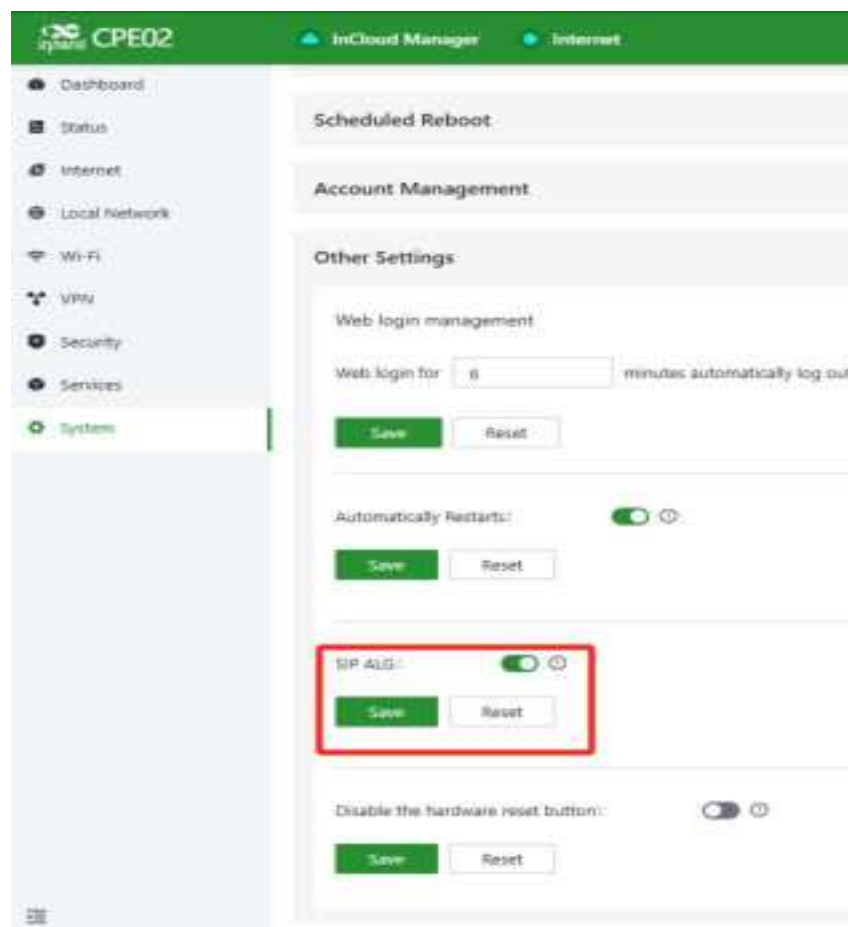 CPE02
InCloud Manager
Internet
Dashboard
Status
Internet
Local Network
Wi-Fi
VPN
Security
Services
System
Scheduled Reboot
Account Management
Other Settings
Web login management
Web login for 6 minutes automatically log out
Save Reset
Automatically Restarts:
Save Reset
SIP ALG:
Save Reset
Disable the hardware reset button:
Save Reset